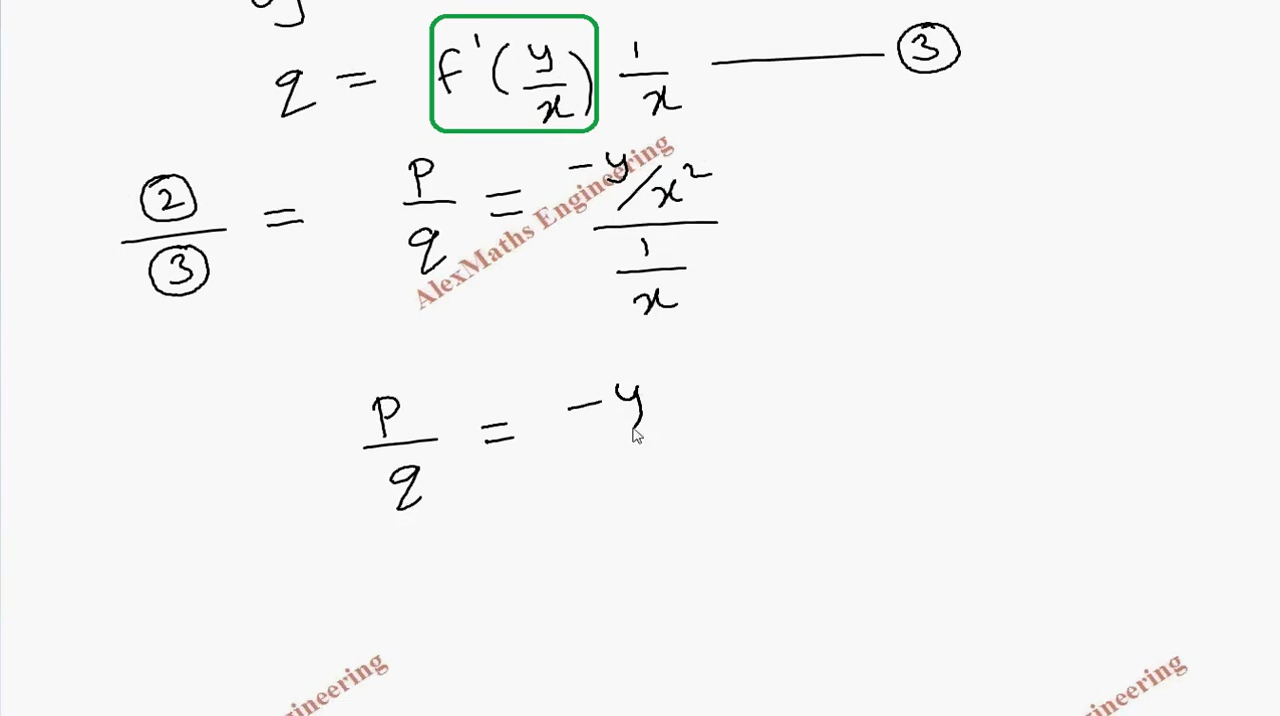 q = f'(y/x) 1/x ——— ③
②/③ = p/q = (-y/x²)/(1/x)
AlexMaths Engineering
p/q = -y
ineering
ineering